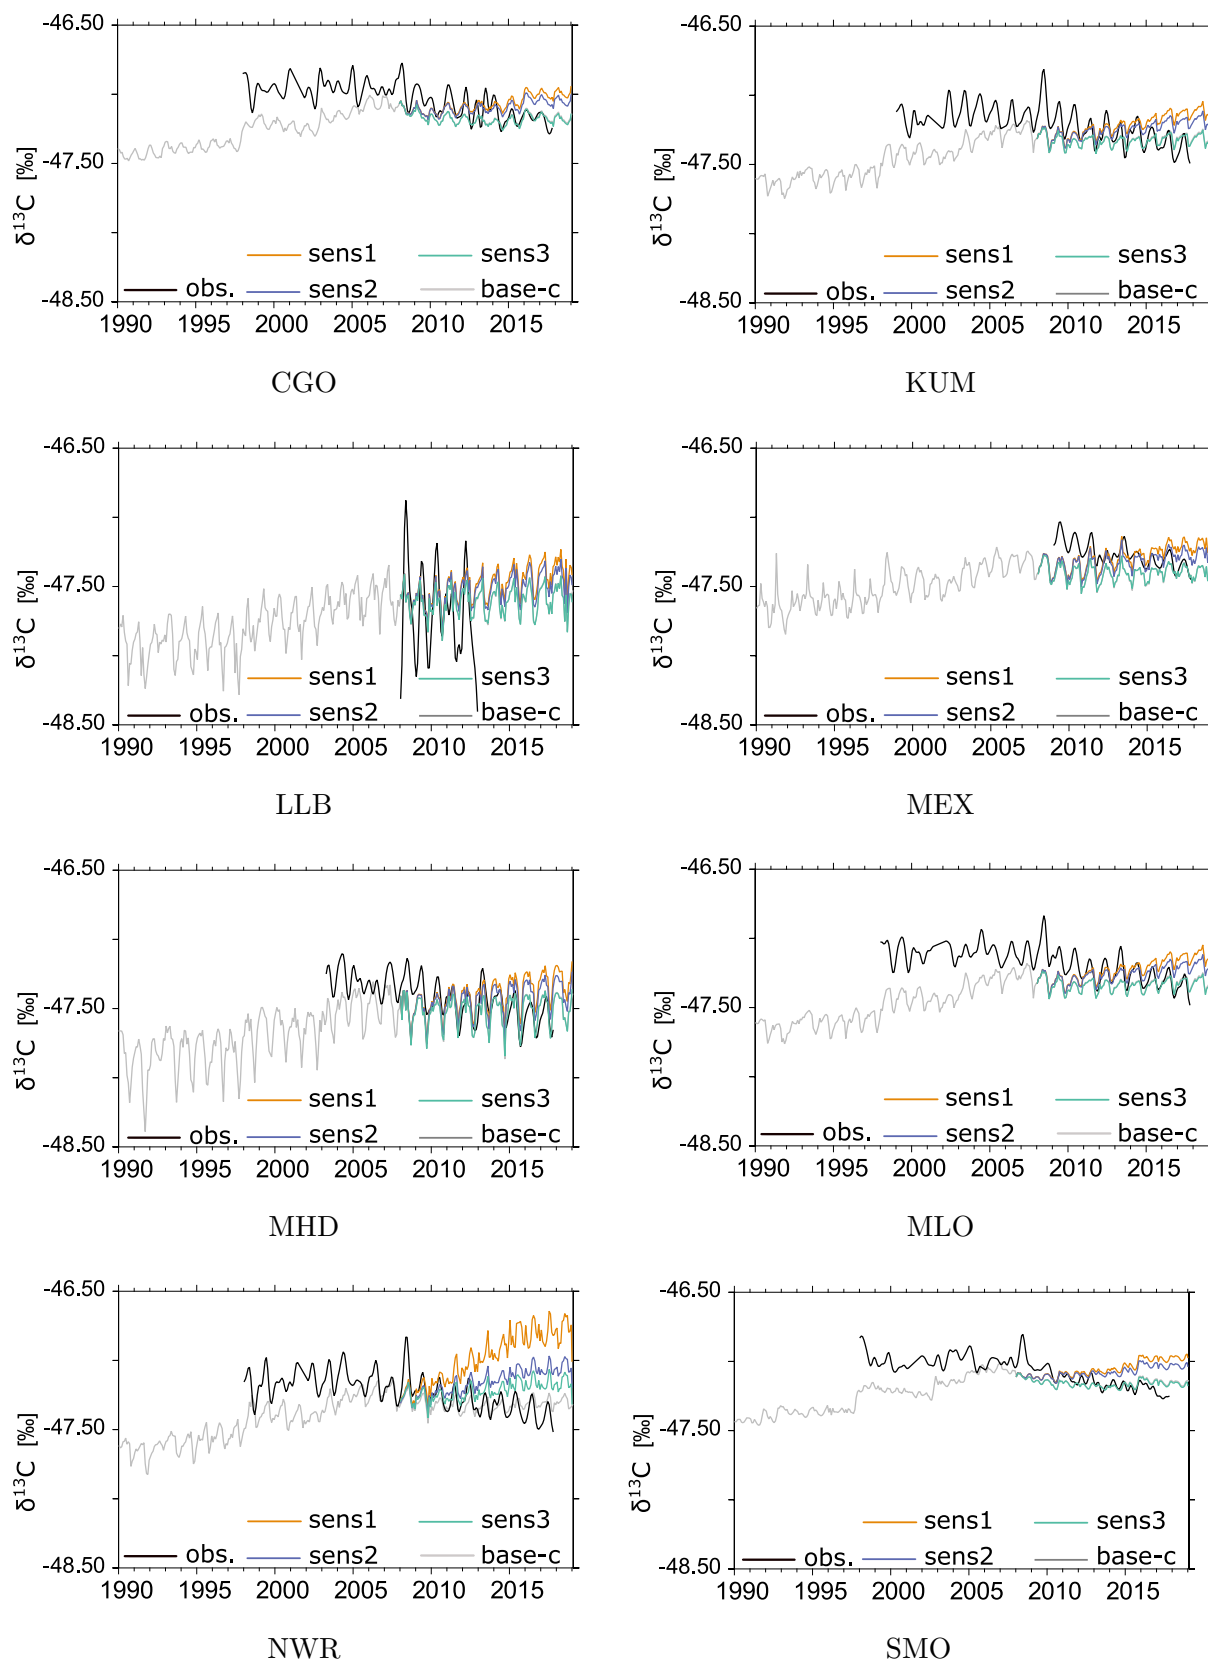 -46.50
-47.50
-48.50
δ13C [‰]
obs. sens1 sens2 sens3 base-c
1990 1995 2000 2005 2010 2015
CGO
-46.50
-47.50
-48.50
δ13C [‰]
obs. sens1 sens2 sens3 base-c
1990 1995 2000 2005 2010 2015
KUM
-46.50
-47.50
-48.50
δ13C [‰]
obs. sens1 sens2 sens3 base-c
1990 1995 2000 2005 2010 2015
LLB
-46.50
-47.50
-48.50
δ13C [‰]
obs. sens1 sens2 sens3 base-c
1990 1995 2000 2005 2010 2015
MEX
-46.50
-47.50
-48.50
δ13C [‰]
obs. sens1 sens2 sens3 base-c
1990 1995 2000 2005 2010 2015
MHD
-46.50
-47.50
-48.50
δ13C [‰]
obs. sens1 sens2 sens3 base-c
1990 1995 2000 2005 2010 2015
MLO
-46.50
-47.50
-48.50
δ13C [‰]
obs. sens1 sens2 sens3 base-c
1990 1995 2000 2005 2010 2015
NWR
-46.50
-47.50
-48.50
δ13C [‰]
obs. sens1 sens2 sens3 base-c
1990 1995 2000 2005 2010 2015
SMO